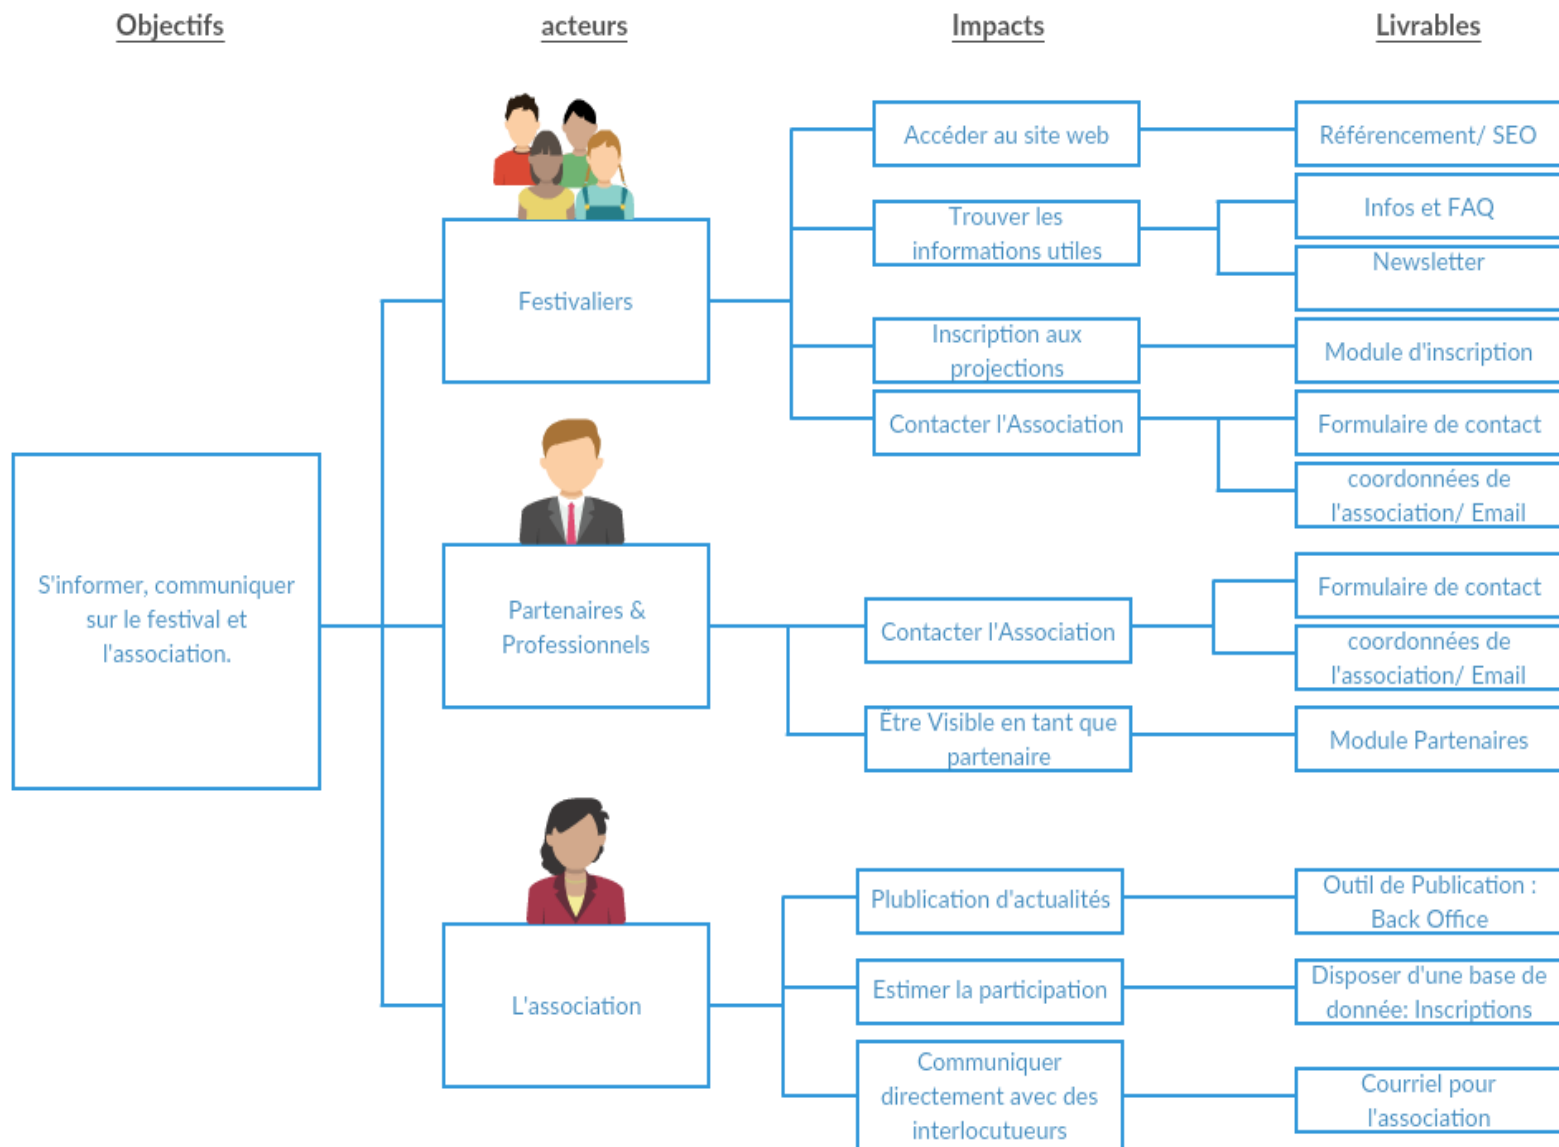 Objectifs
acteurs
Impacts
Livrables
S'informer, communiquer
sur le festival et
l'association.
Festivaliers
Accéder au site web
Référencement/ SEO
Trouver les
informations utiles
Infos et FAQ
Newsletter
Inscription aux
projections
Module d'inscription
Contacter l'Association
Formulaire de contact
coordonnées de
l'association/ Email
Partenaires &
Professionnels
Contacter l'Association
Formulaire de contact
coordonnées de
l'association/ Email
Être Visible en tant que
partenaire
Module Partenaires
L'association
Plublication d'actualités
Outil de Publication :
Back Office
Estimer la participation
Disposer d'une base de
donnée: Inscriptions
Communiquer
directement avec des
interlocutueurs
Courriel pour
l'association